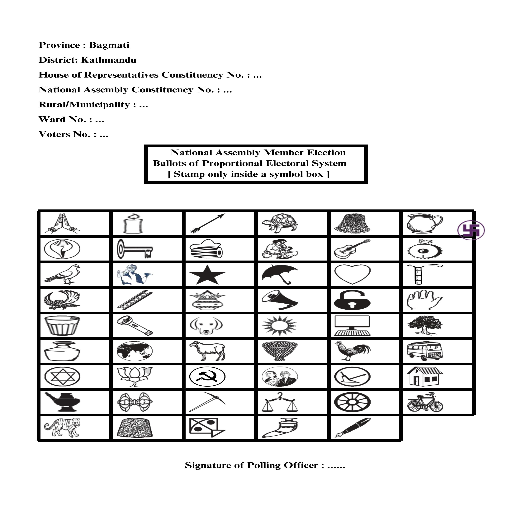 Province : Bagmati
District: Kathmandu
House of Representatives Constituency No. : ...
National Assembly Constituency No. : ...
Rural/Municipality : ...
Ward No. : ...
Voters No. : ...
National Assembly Member Election
Ballots of Proportional Electoral System
[ Stamp only inside a symbol box ]
Signature of Polling Officer : ......